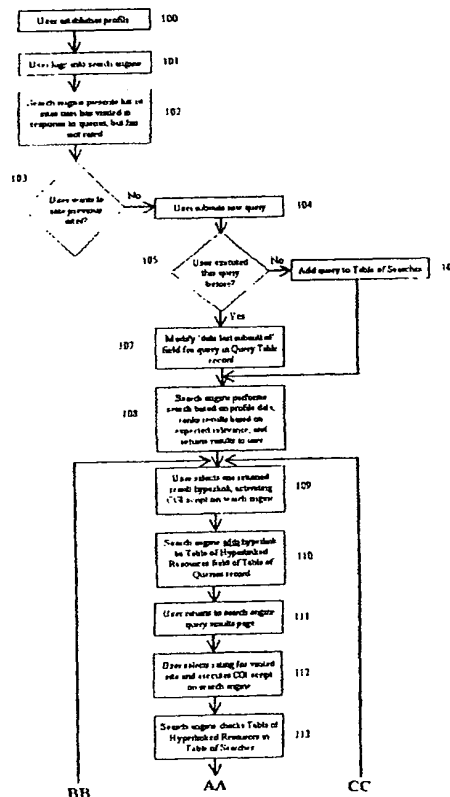 User establishes profile
100
User logs into search engine
101
Search engine presents list of
sites user has visited in
response to queries, but has
not rated
102
103
User wants to
rate previous
sites?
No
User submits new query
104
105
User executed
this query
before?
No
Add query to Table of Searches
Yes
107
Modify "date last submitted"
field for query in Query Table
record
108
Search engine performs
search based on profile data,
ranks results based on
expected relevance, and
returns results to user
User selects one returned
search hyperlink, activating
CGI script on search engine
109
Search engine adds hyperlink
to Table of Hyperlinked
Resources field of Table of
Queries record
110
User returns to search engine
query results page
111
User selects rating for visited
site and executes CGI script
on search engine
112
Search engine checks Table of
Hyperlinked Resources in
Table of Searches
113
BB
AA
CC